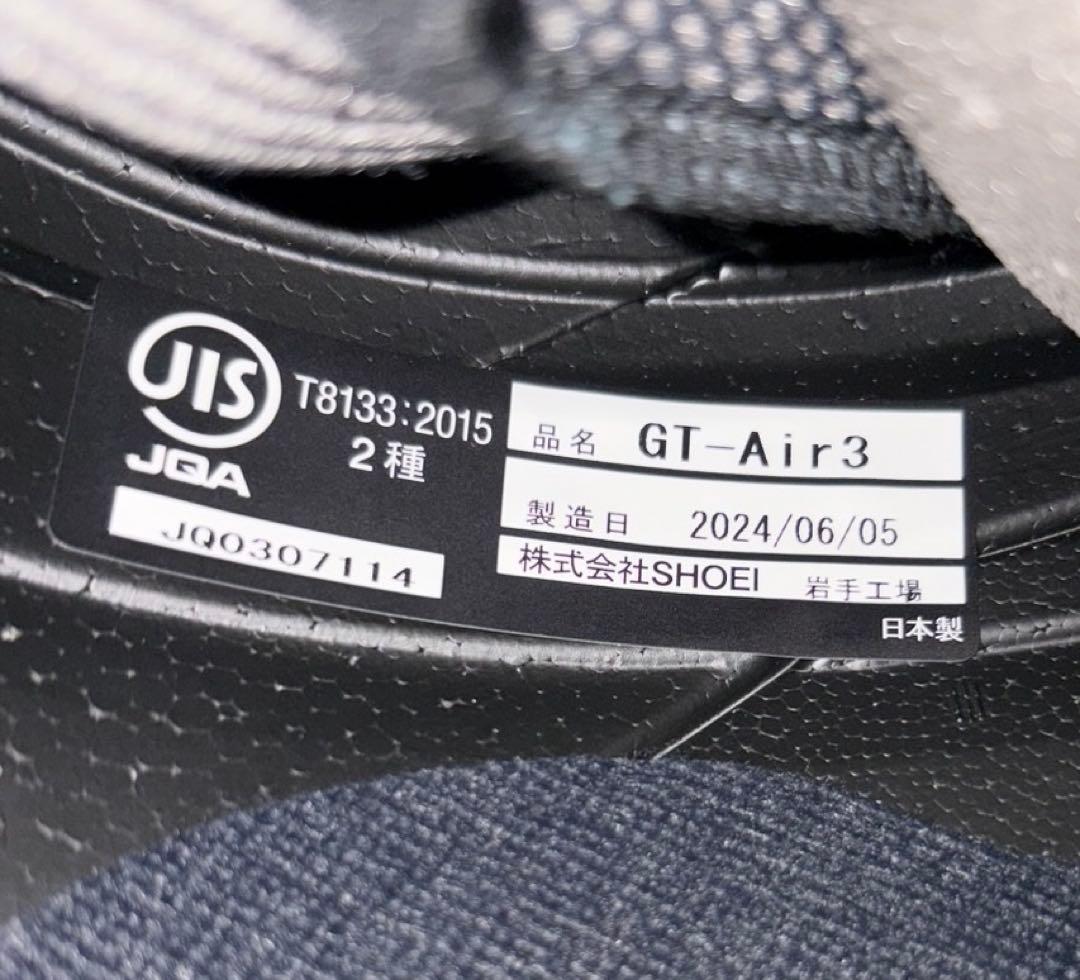 JIS
T8133:2015
2種
JQA
JQ0307114
品名 GT-Air3
製造日 2024/06/05
株式会社SHOEI 岩手工場
日本製